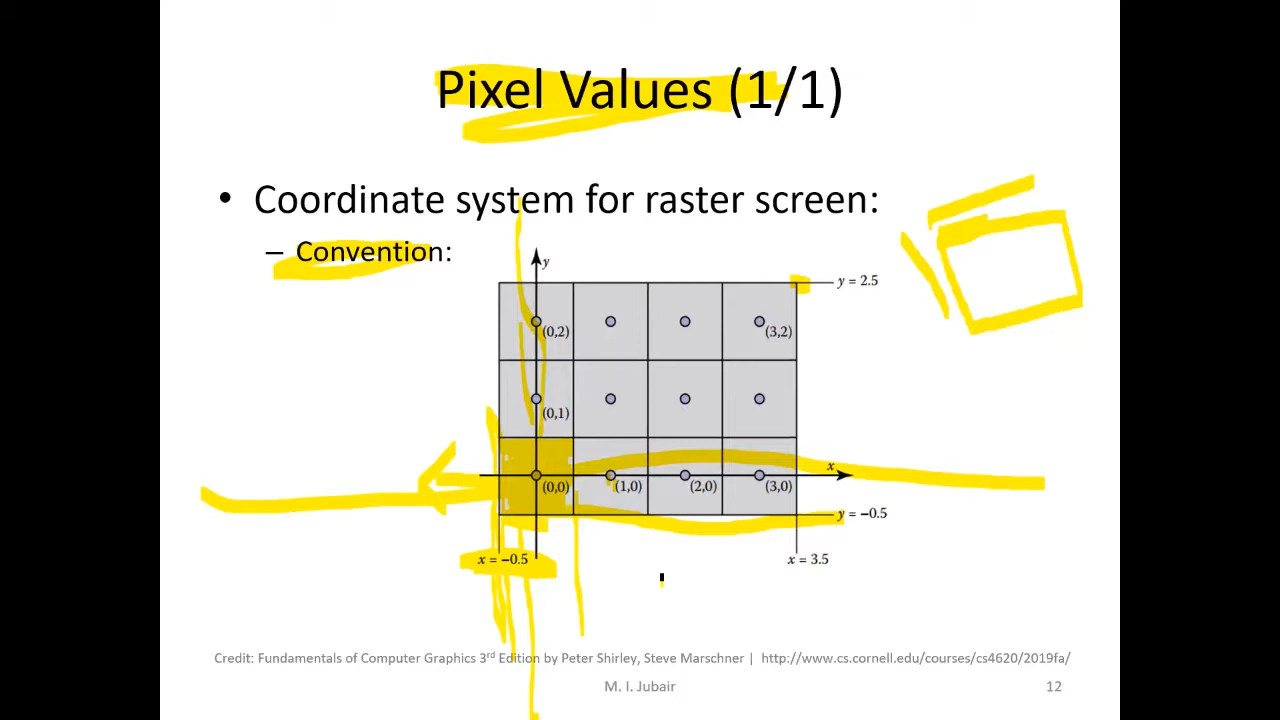 Pixel Values (1/1)
• Coordinate system for raster screen:
– Convention:
y
y = 2.5
(0,2)
(3,2)
(0,1)
x
(0,0)
(1,0)
(2,0)
(3,0)
y = −0.5
x = −0.5
x = 3.5
Credit: Fundamentals of Computer Graphics 3rd Edition by Peter Shirley, Steve Marschner | http://www.cs.cornell.edu/courses/cs4620/2019fa/
M. I. Jubair
12